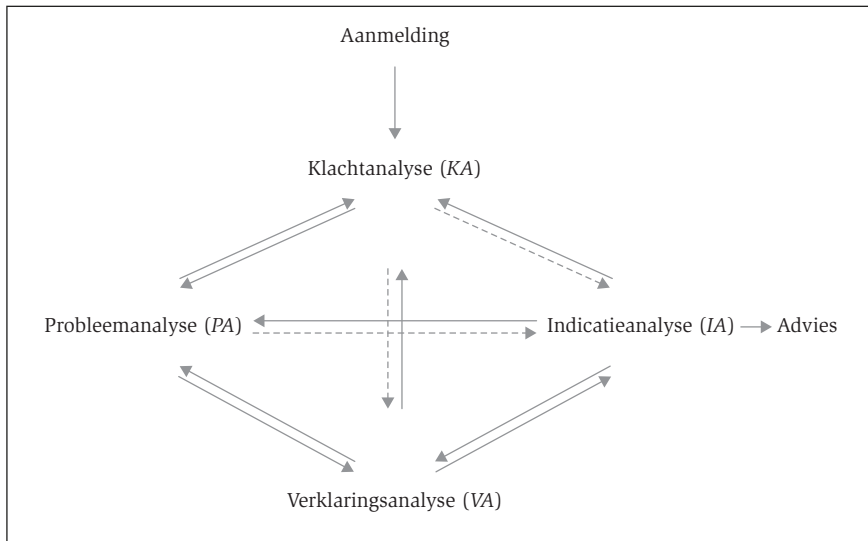 Aanmelding
Klachtanalyse (KA)
Probleemanalyse (PA)
Indicatieanalyse (IA)
Advies
Verklaringsanalyse (VA)